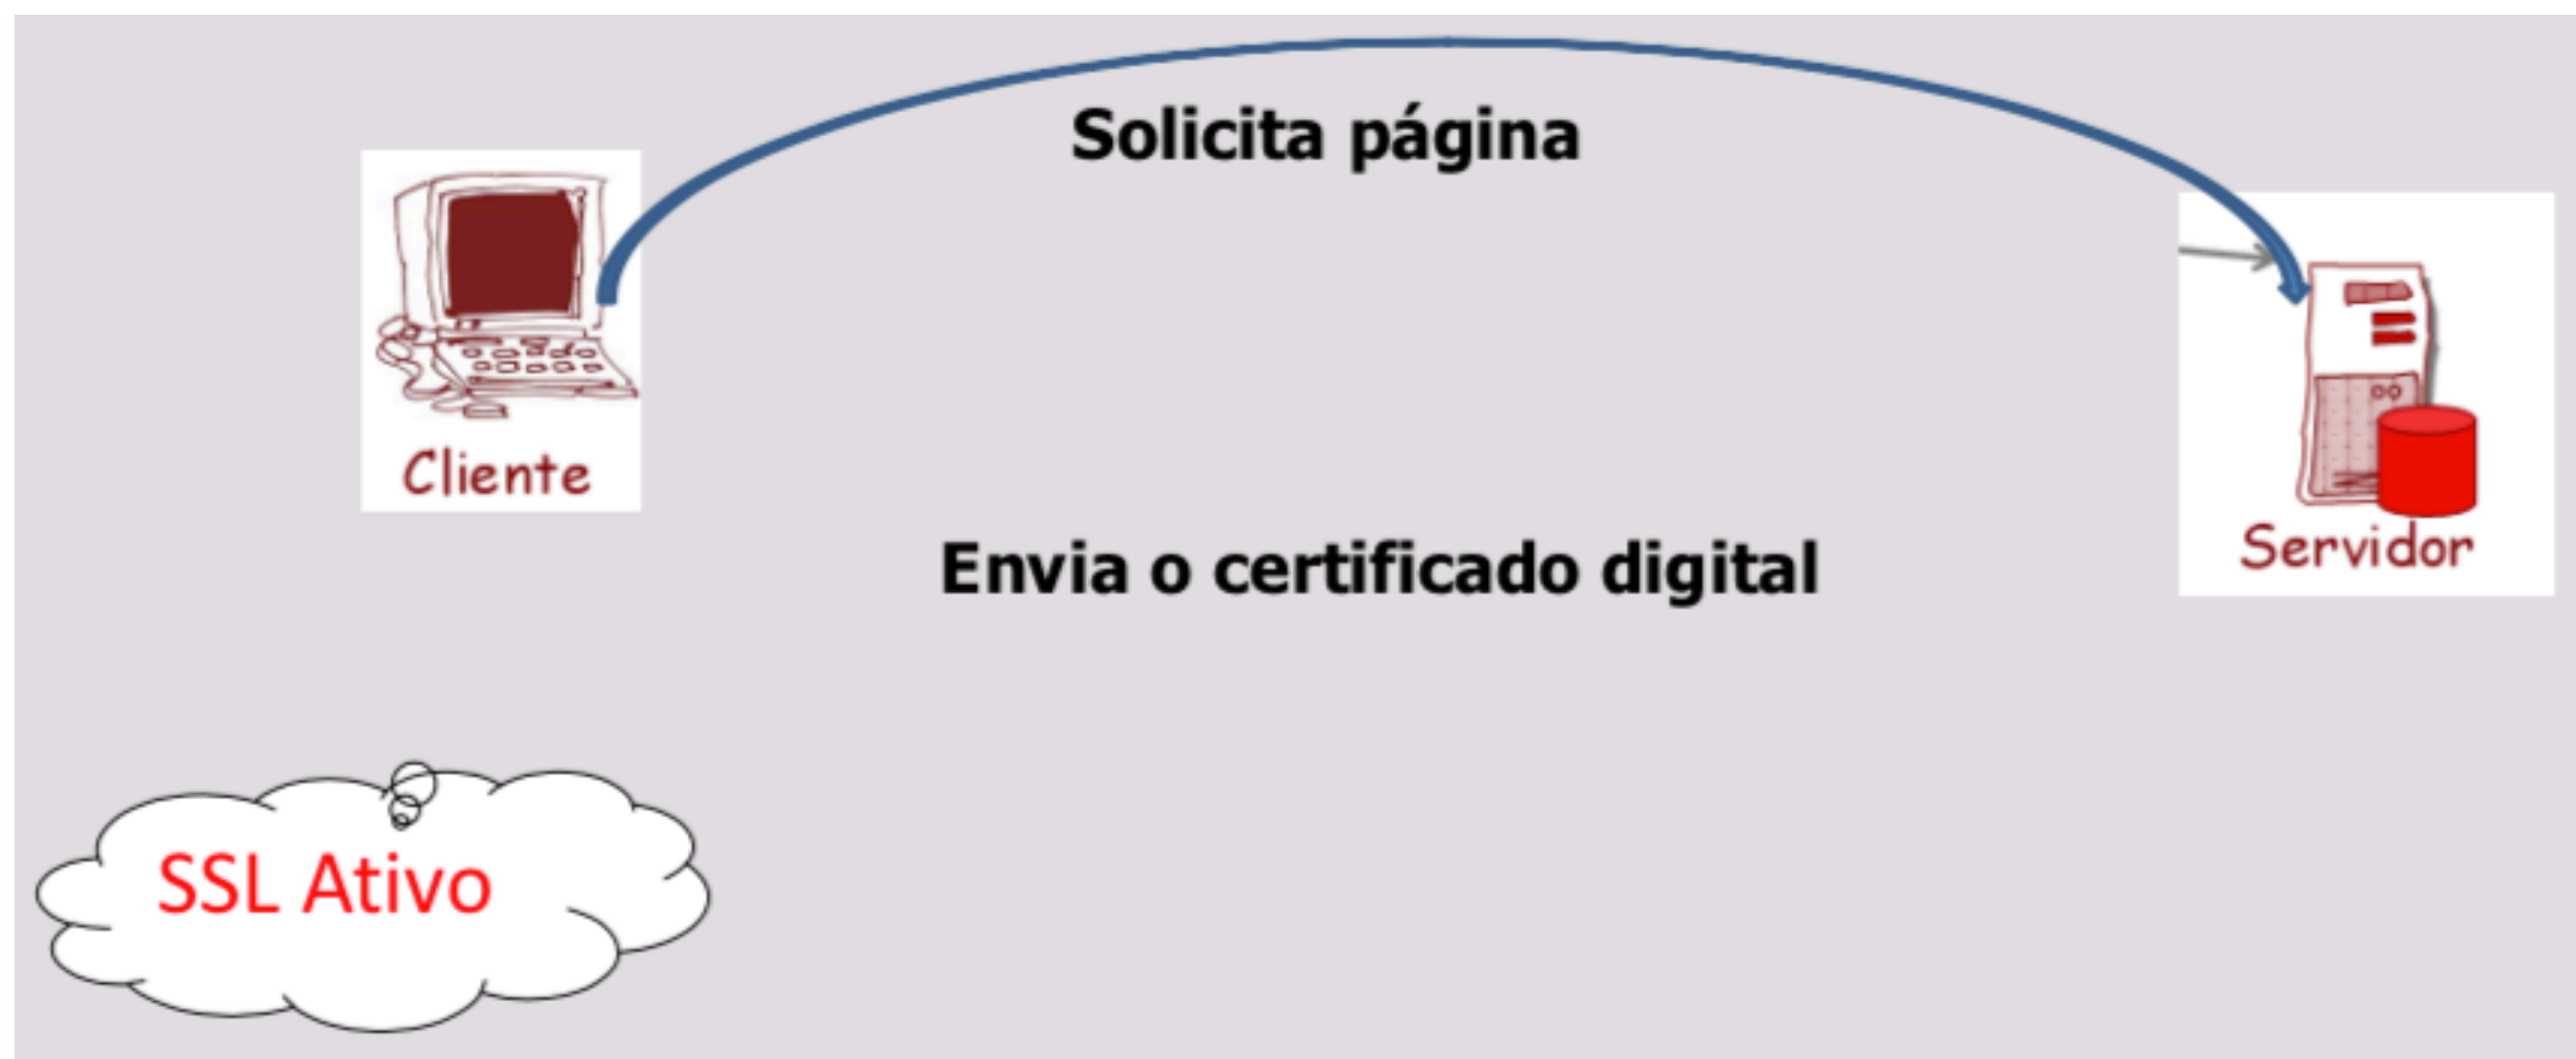 Solicita página
Cliente
Servidor
Envia o certificado digital
SSL Ativo